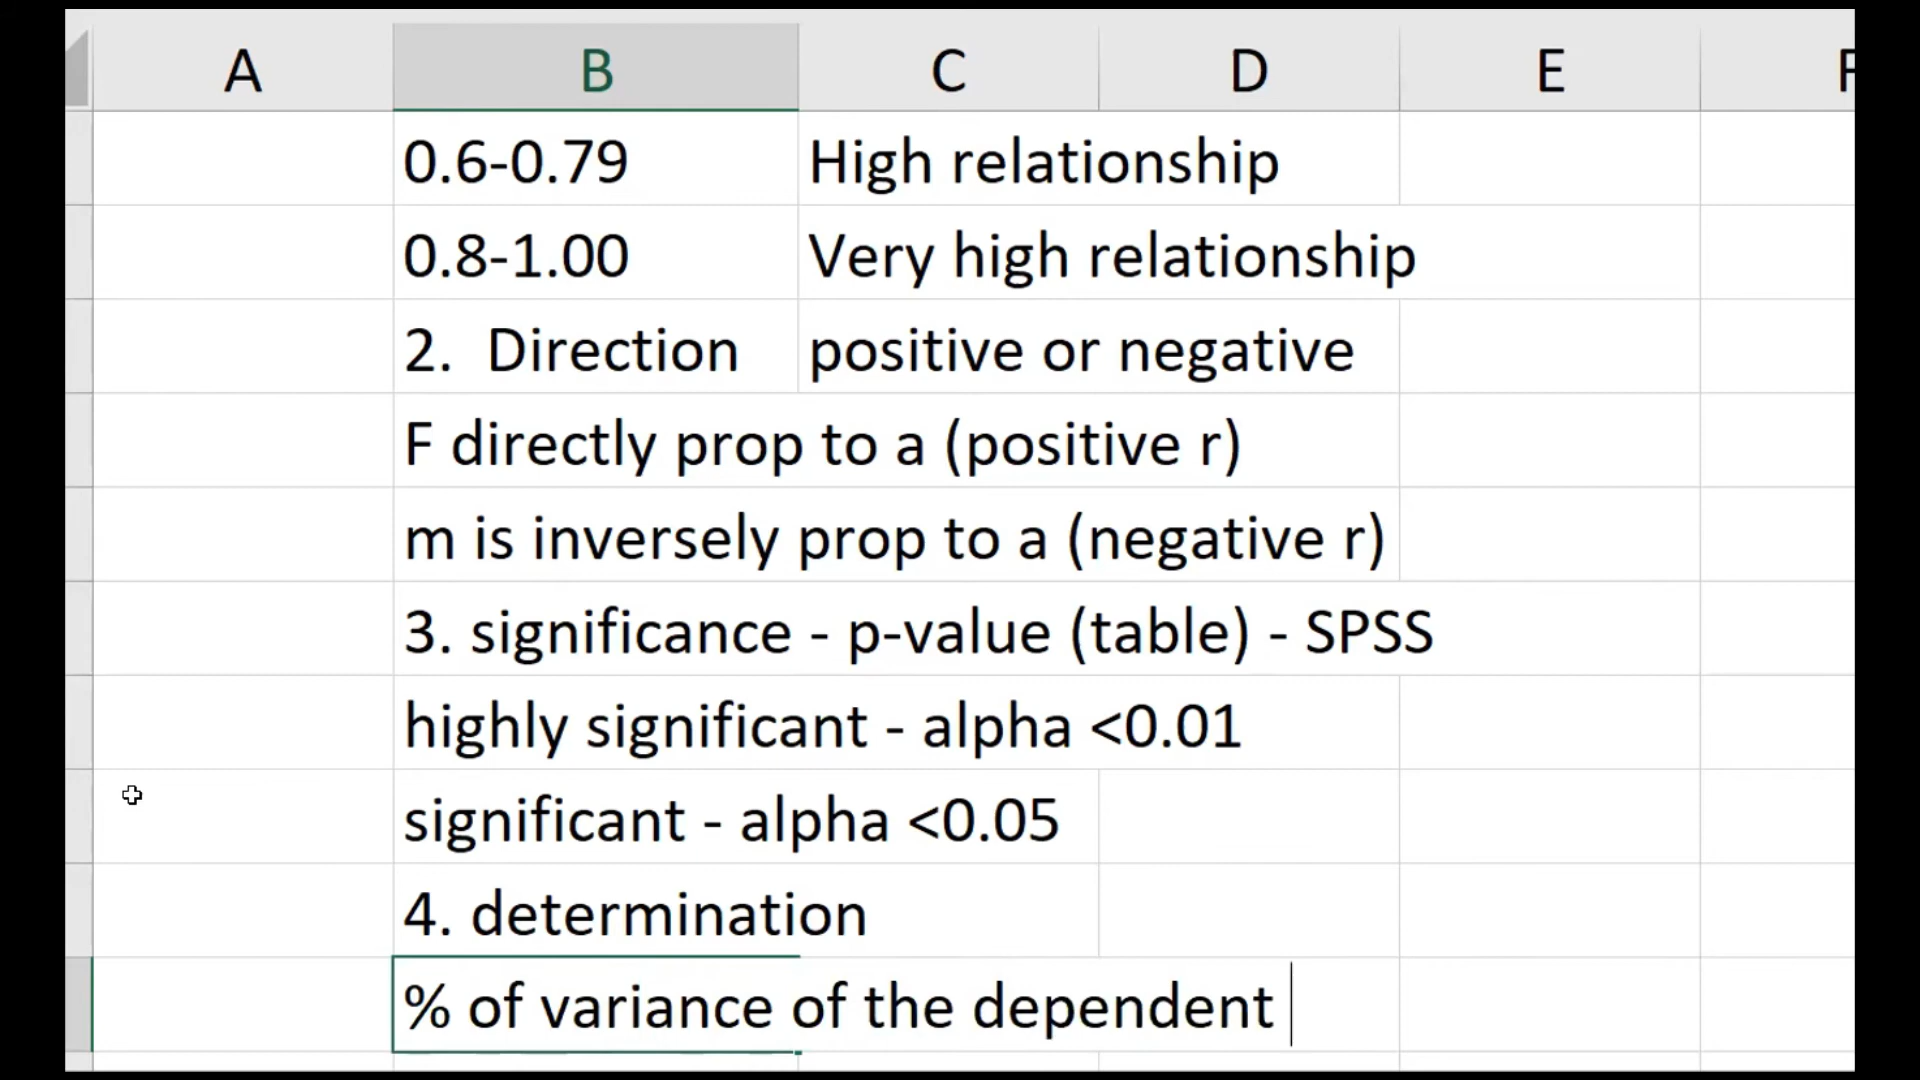 A B C D E F
0.6-0.79 High relationship
0.8-1.00 Very high relationship
2. Direction positive or negative
F directly prop to a (positive r)
m is inversely prop to a (negative r)
3. significance - p-value (table) - SPSS
highly significant - alpha <0.01
significant - alpha <0.05
4. determination
% of variance of the dependent